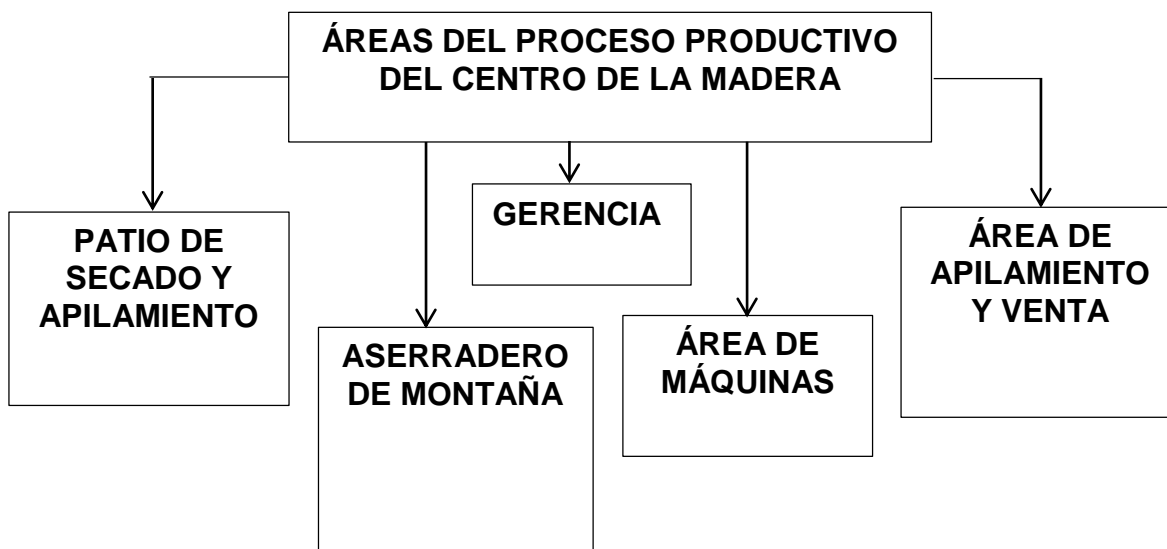 ÁREAS DEL PROCESO PRODUCTIVO
DEL CENTRO DE LA MADERA
PATIO DE
SECADO Y
APILAMIENTO
ASERRADERO
DE MONTAÑA
GERENCIA
ÁREA DE
MÁQUINAS
ÁREA DE
APILAMIENTO
Y VENTA